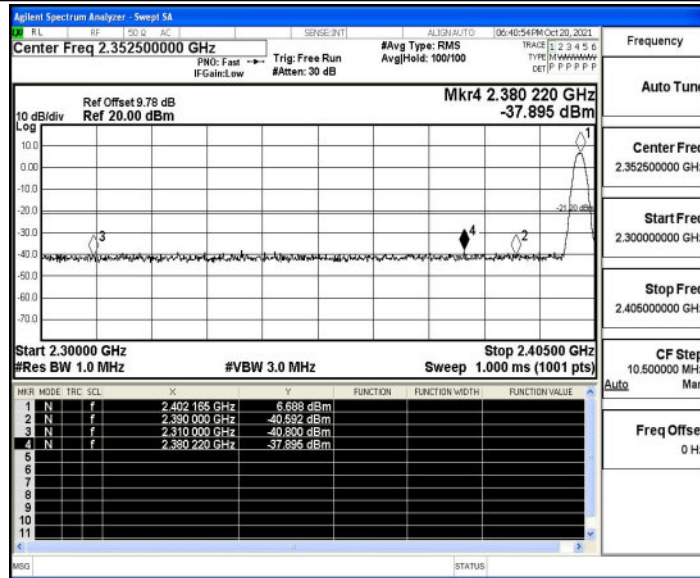 Agilent Spectrum Analyzer - Swept SA
RL RF 50 Ω AC SENSE:INT ALIGNAUTO 06:40:54 PM Oct 20, 2021
Center Freq 2.352500000 GHz
PNO: Fast
IFGain:Low
Trig: Free Run
#Atten: 30 dB
#Avg Type: RMS
Avg|Hold: 100/100
TRACE 1 2 3 4 5 6
TYPE M W W W W W
DET P P P P P P
Ref Offset 9.78 dB
10 dB/div Ref 20.00 dBm
Mkr4 2.380 220 GHz
-37.895 dBm
Log
10.0
0.00
-10.0
-20.0
-30.0
-40.0
-50.0
-60.0
-70.0
1
-21.20 dBm
3
4
2
Start 2.30000 GHz Stop 2.40500 GHz
#Res BW 1.0 MHz #VBW 3.0 MHz Sweep 1.000 ms (1001 pts)
MKR MODE TRC SCL X Y FUNCTION FUNCTION WIDTH FUNCTION VALUE
1 N f 2.402 165 GHz 6.688 dBm
2 N f 2.390 000 GHz -40.592 dBm
3 N f 2.310 000 GHz -40.800 dBm
4 N f 2.380 220 GHz -37.895 dBm
5
6
7
8
9
10
11
MSG STATUS
Frequency
Auto Tune
Center Freq
2.352500000 GHz
Start Freq
2.300000000 GHz
Stop Freq
2.405000000 GHz
CF Step
10.500000 MHz
Auto Man
Freq Offset
0 Hz